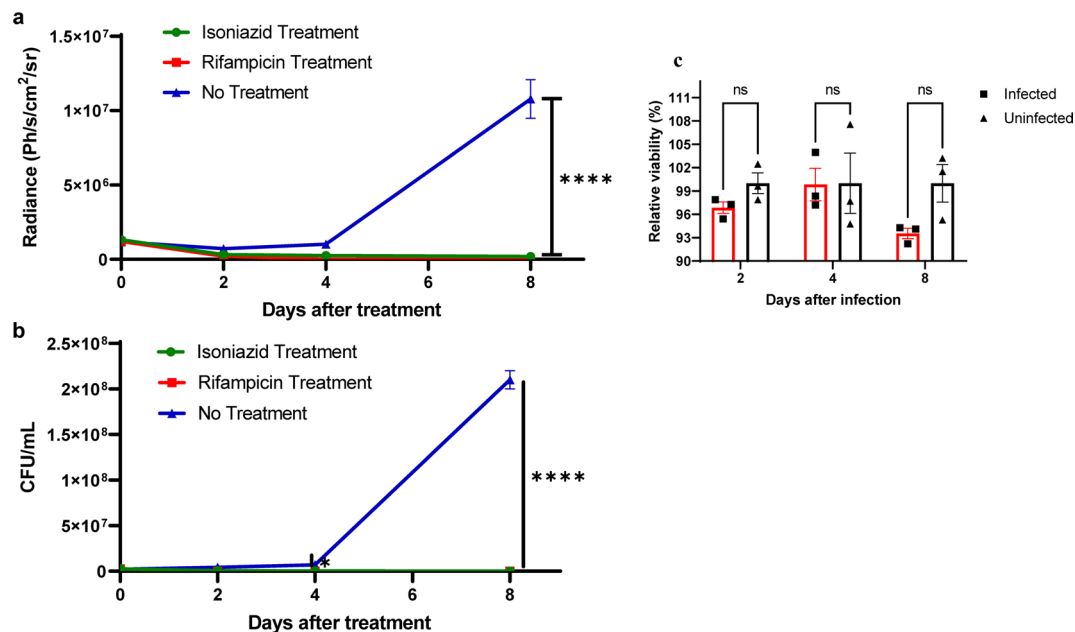 a
Isoniazid Treatment
Rifampicin Treatment
No Treatment
Radiance (Ph/s/cm²/sr)
1.5×10⁷
1×10⁷
5×10⁶
0
0 2 4 6 8
Days after treatment
****
b
Isoniazid Treatment
Rifampicin Treatment
No Treatment
CFU/mL
2.5×10⁸
2×10⁸
1.5×10⁸
1×10⁸
5×10⁷
0
0 2 4 6 8
Days after treatment
*
****
c
ns ns ns
Infected
Uninfected
Relative viability (%)
111
108
105
102
99
96
93
90
2 4 8
Days after infection